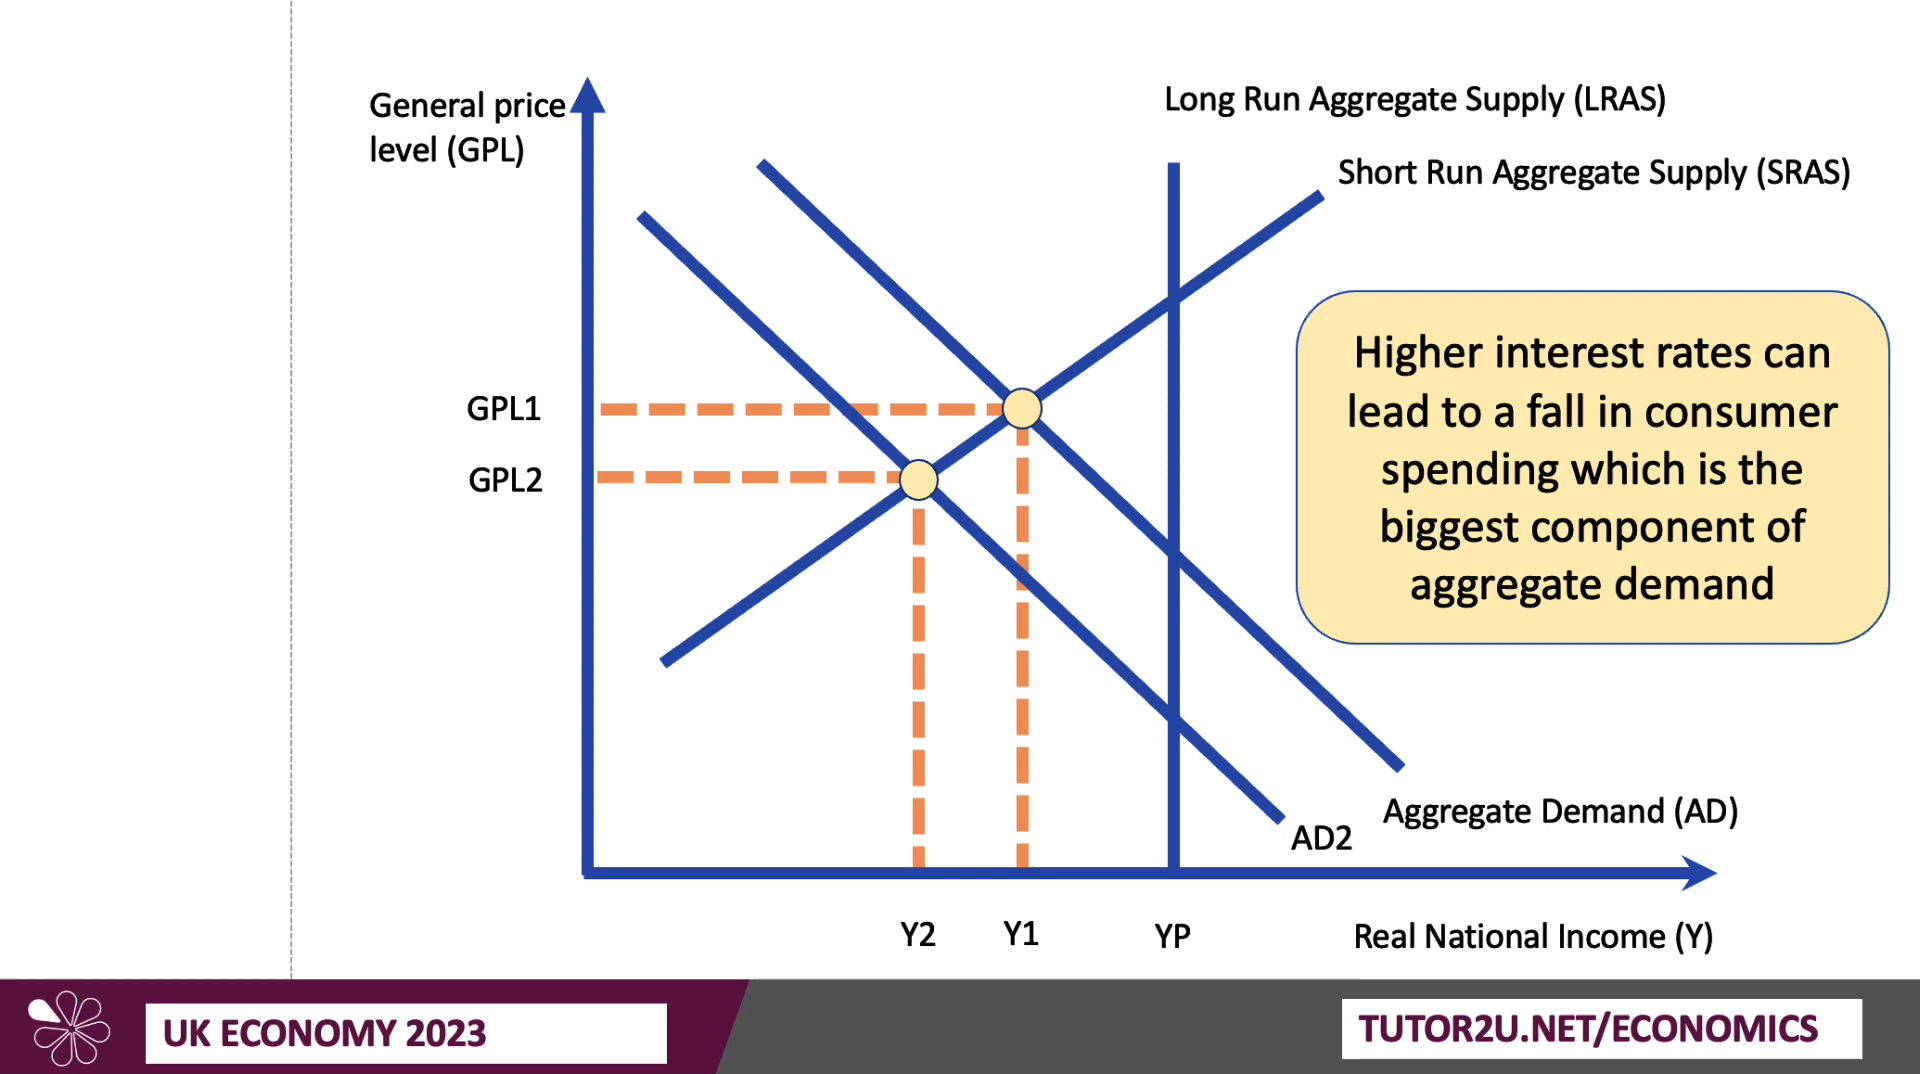 General price
level (GPL)
Long Run Aggregate Supply (LRAS)
Short Run Aggregate Supply (SRAS)
Higher interest rates can
lead to a fall in consumer
spending which is the
biggest component of
aggregate demand
GPL1
GPL2
Aggregate Demand (AD)
AD2
Y2
Y1
YP
Real National Income (Y)
UK ECONOMY 2023
TUTOR2U.NET/ECONOMICS